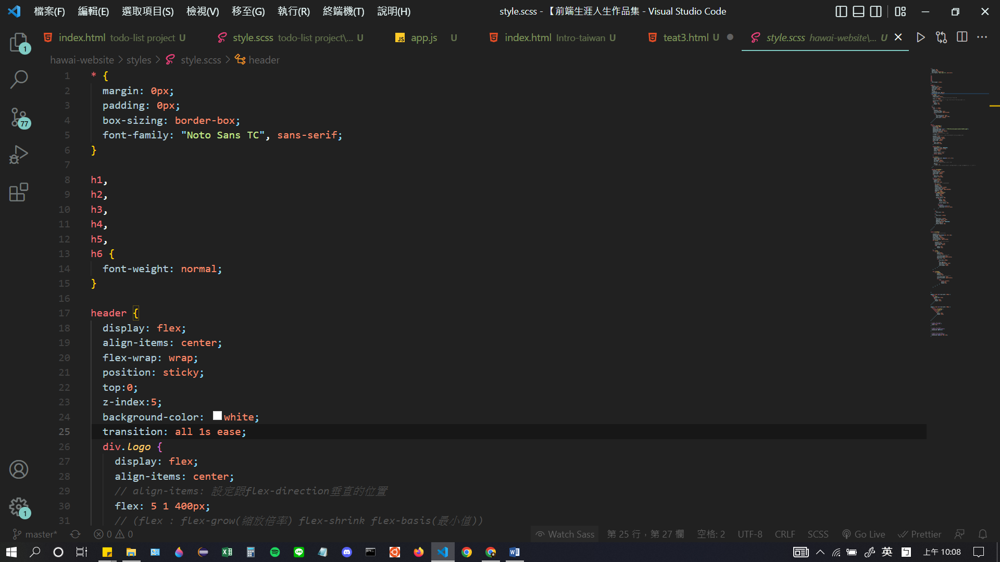 檔案(F) 編輯(E) 選取項目(S) 檢視(V) 移至(G) 執行(R) 終端機(T) 說明(H) style.scss - 【前端生涯人生作品集 - Visual Studio Code
index.html todo-list project U style.scss todo-list project\... U JS app.js U index.html Intro-taiwan U teat3.html U style.scss hawai-website\... U
hawai-website > styles > style.scss > header
1 * {
2 margin: 0px;
3 padding: 0px;
4 box-sizing: border-box;
5 font-family: "Noto Sans TC", sans-serif;
6 }
7
8 h1,
9 h2,
10 h3,
11 h4,
12 h5,
13 h6 {
14 font-weight: normal;
15 }
16
17 header {
18 display: flex;
19 align-items: center;
20 flex-wrap: wrap;
21 position: sticky;
22 top:0;
23 z-index:5;
24 background-color: white;
25 transition: all 1s ease;
26 div.logo {
27 display: flex;
28 align-items: center;
29 // align-items: 設定跟flex-direction垂直的位置
30 flex: 5 1 400px;
31 // (flex : flex-grow(縮放倍率) flex-shrink flex-basis(最小值))
1
77
1
master* 0 0 Watch Sass 第 25 行，第 27 欄 空格: 2 UTF-8 CRLF SCSS Go Live Prettier
英 上午 10:08